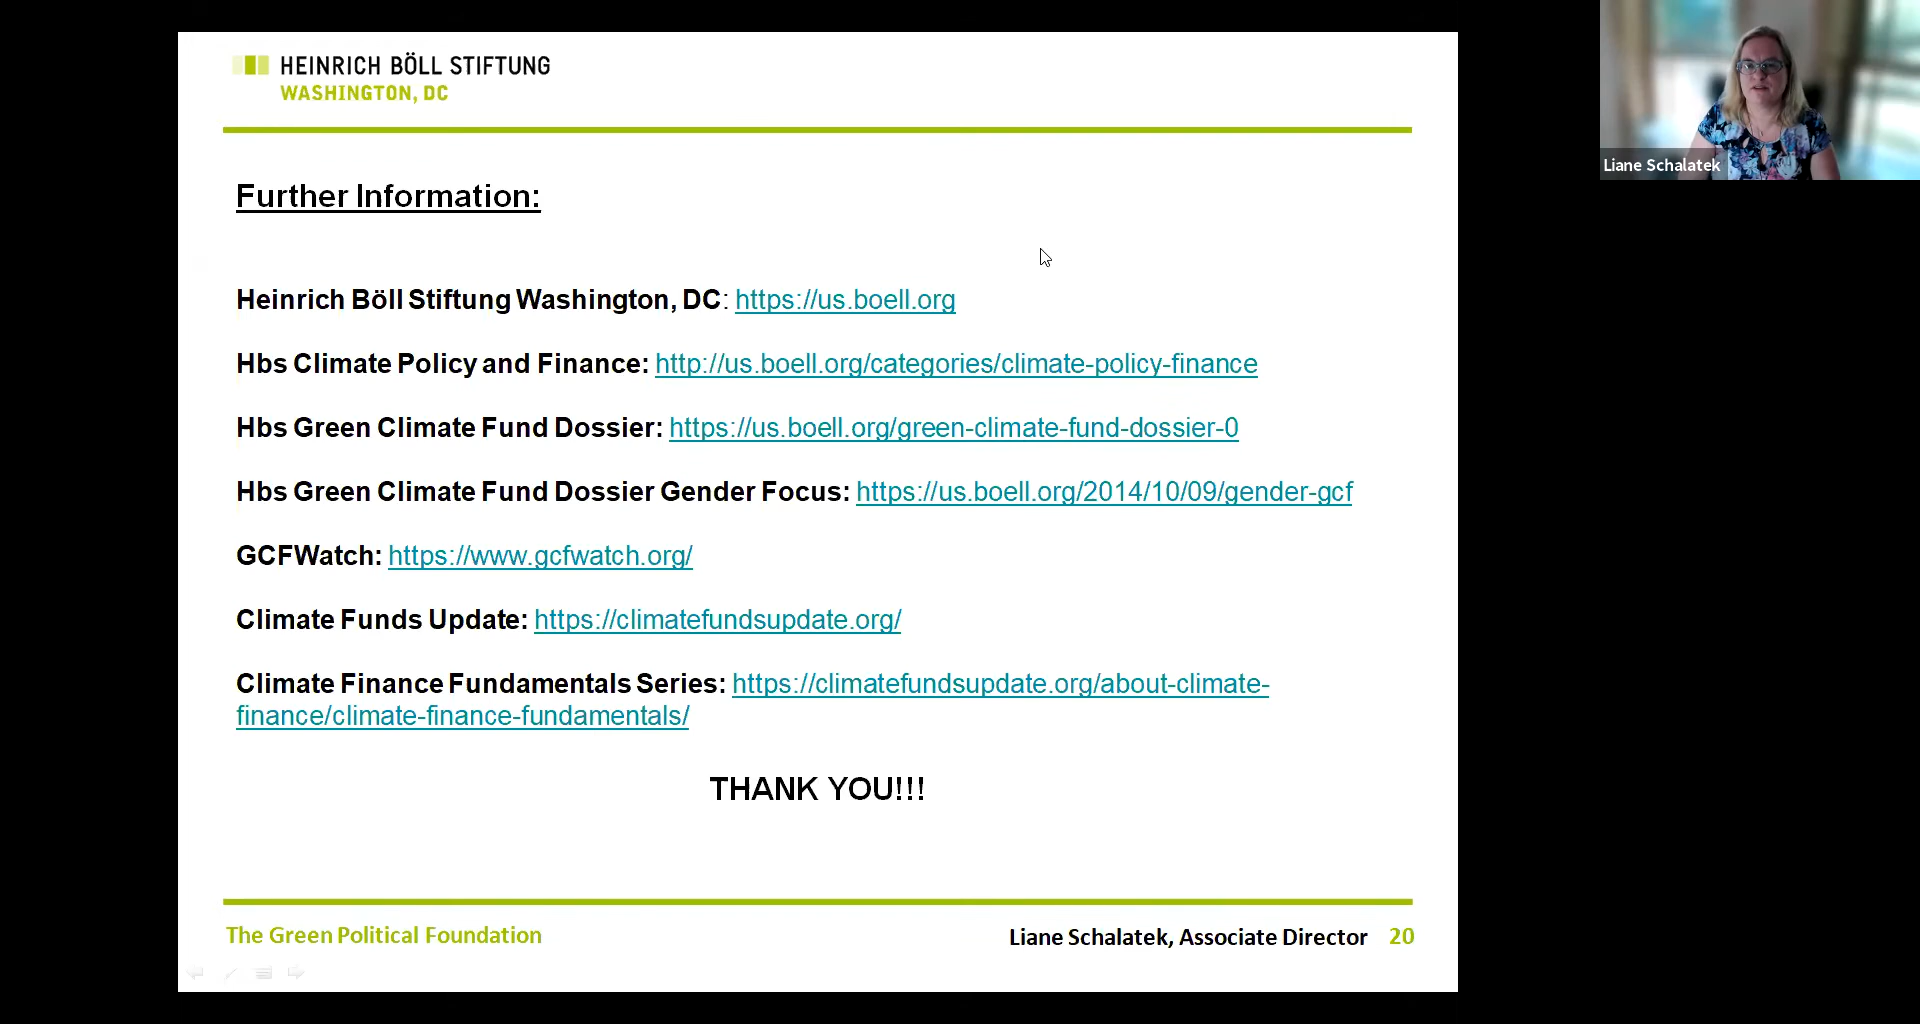 HEINRICH BÖLL STIFTUNG
WASHINGTON, DC
Liane Schalatek
Further Information:
Heinrich Böll Stiftung Washington, DC: https://us.boell.org
Hbs Climate Policy and Finance: http://us.boell.org/categories/climate-policy-finance
Hbs Green Climate Fund Dossier: https://us.boell.org/green-climate-fund-dossier-0
Hbs Green Climate Fund Dossier Gender Focus: https://us.boell.org/2014/10/09/gender-gcf
GCFWatch: https://www.gcfwatch.org/
Climate Funds Update: https://climatefundsupdate.org/
Climate Finance Fundamentals Series: https://climatefundsupdate.org/about-climate-
finance/climate-finance-fundamentals/
THANK YOU!!!
The Green Political Foundation
Liane Schalatek, Associate Director 20